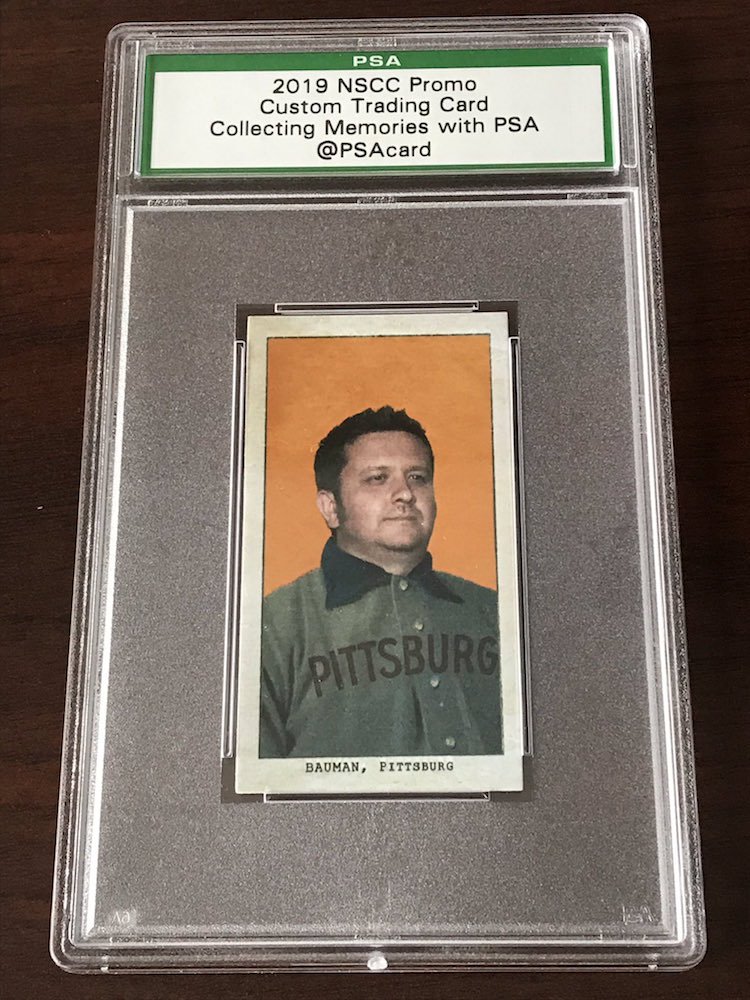 PSA
2019 NSCC Promo
Custom Trading Card
Collecting Memories with PSA
@PSAcard
PITTSBURG
BAUMAN, PITTSBURG